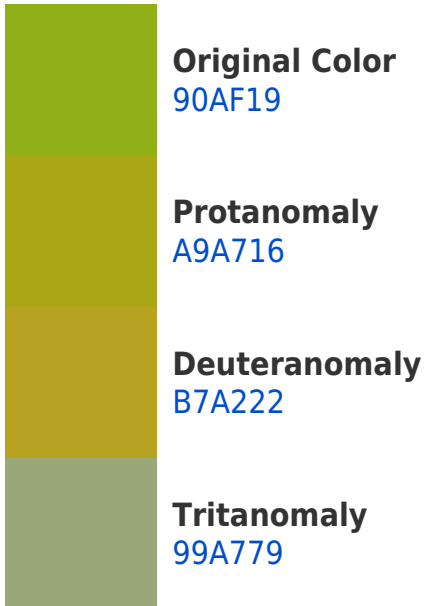 Original Color
90AF19
Protanomaly
A9A716
Deuteranomaly
B7A222
Tritanomaly
99A779